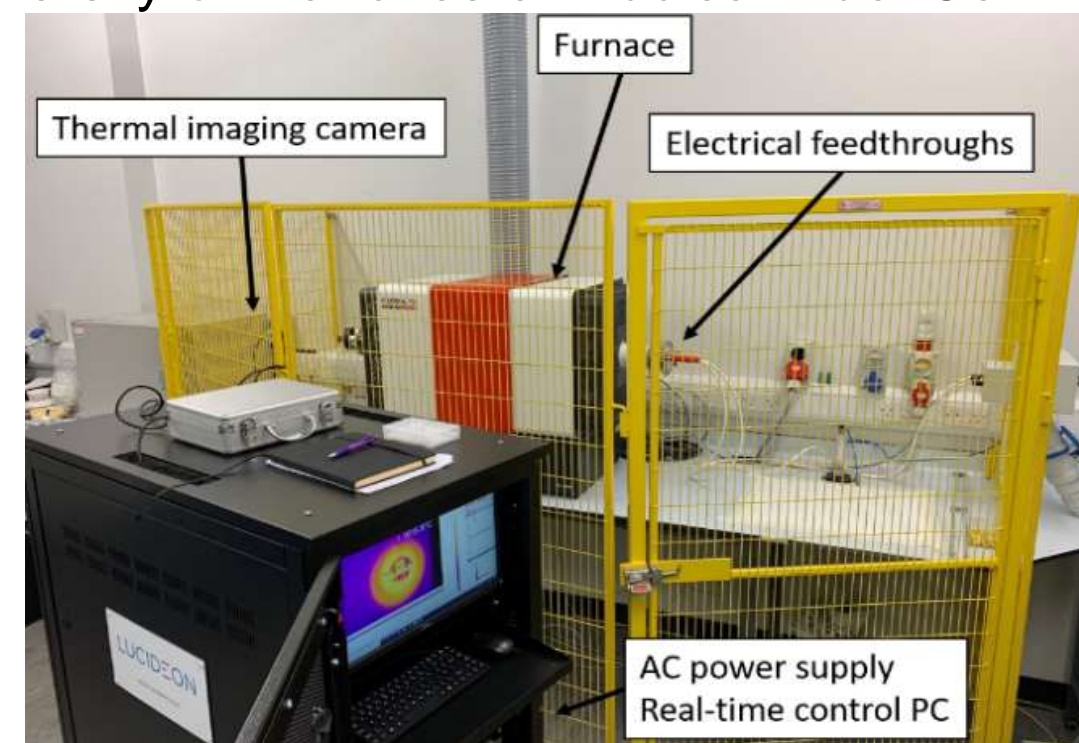 Furnace
Thermal imaging camera
Electrical feedthroughs
LUCIDEON
AC power supply
Real-time control PC